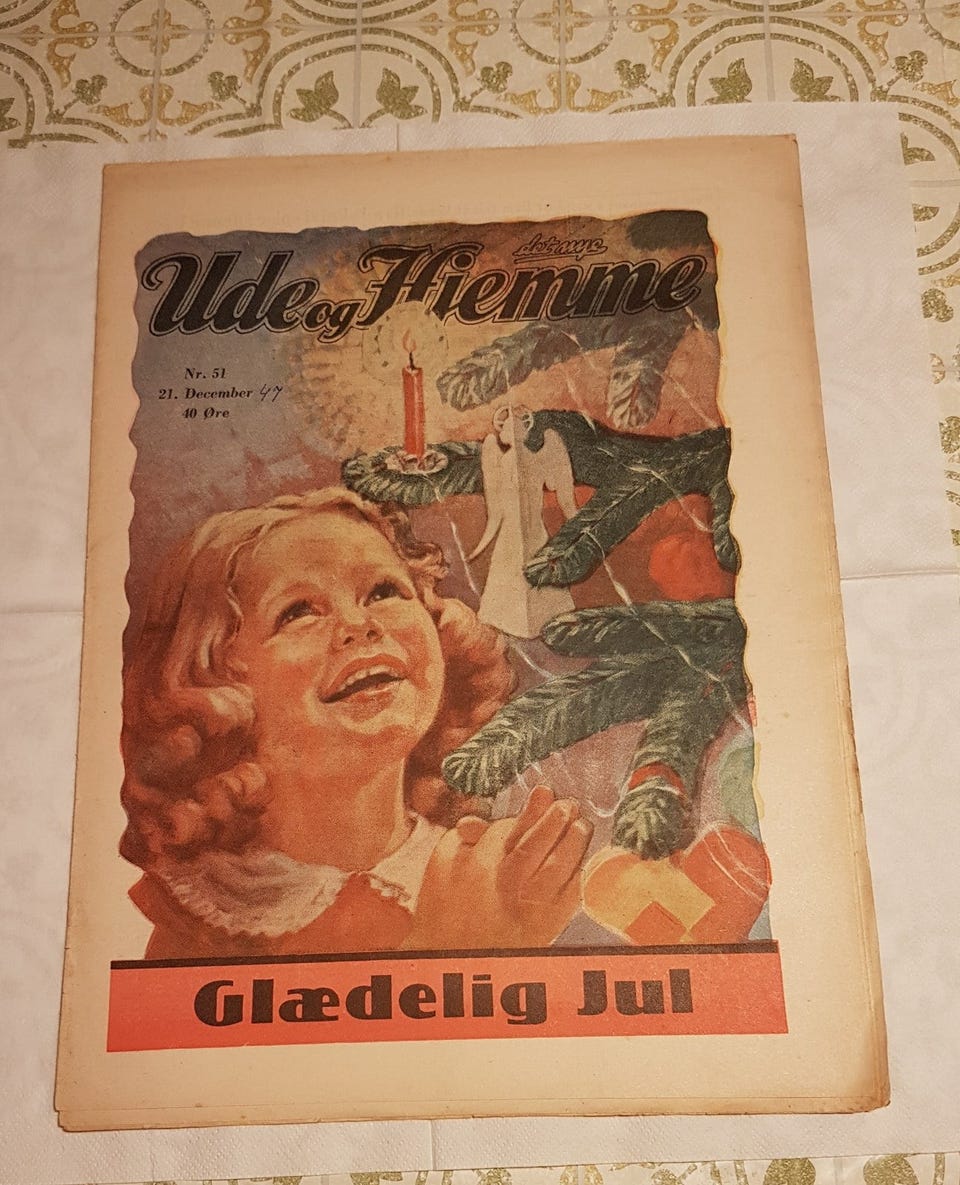 det nye
Ude og Hjemme
Nr. 51
21. December 47
40 Øre
Glædelig Jul